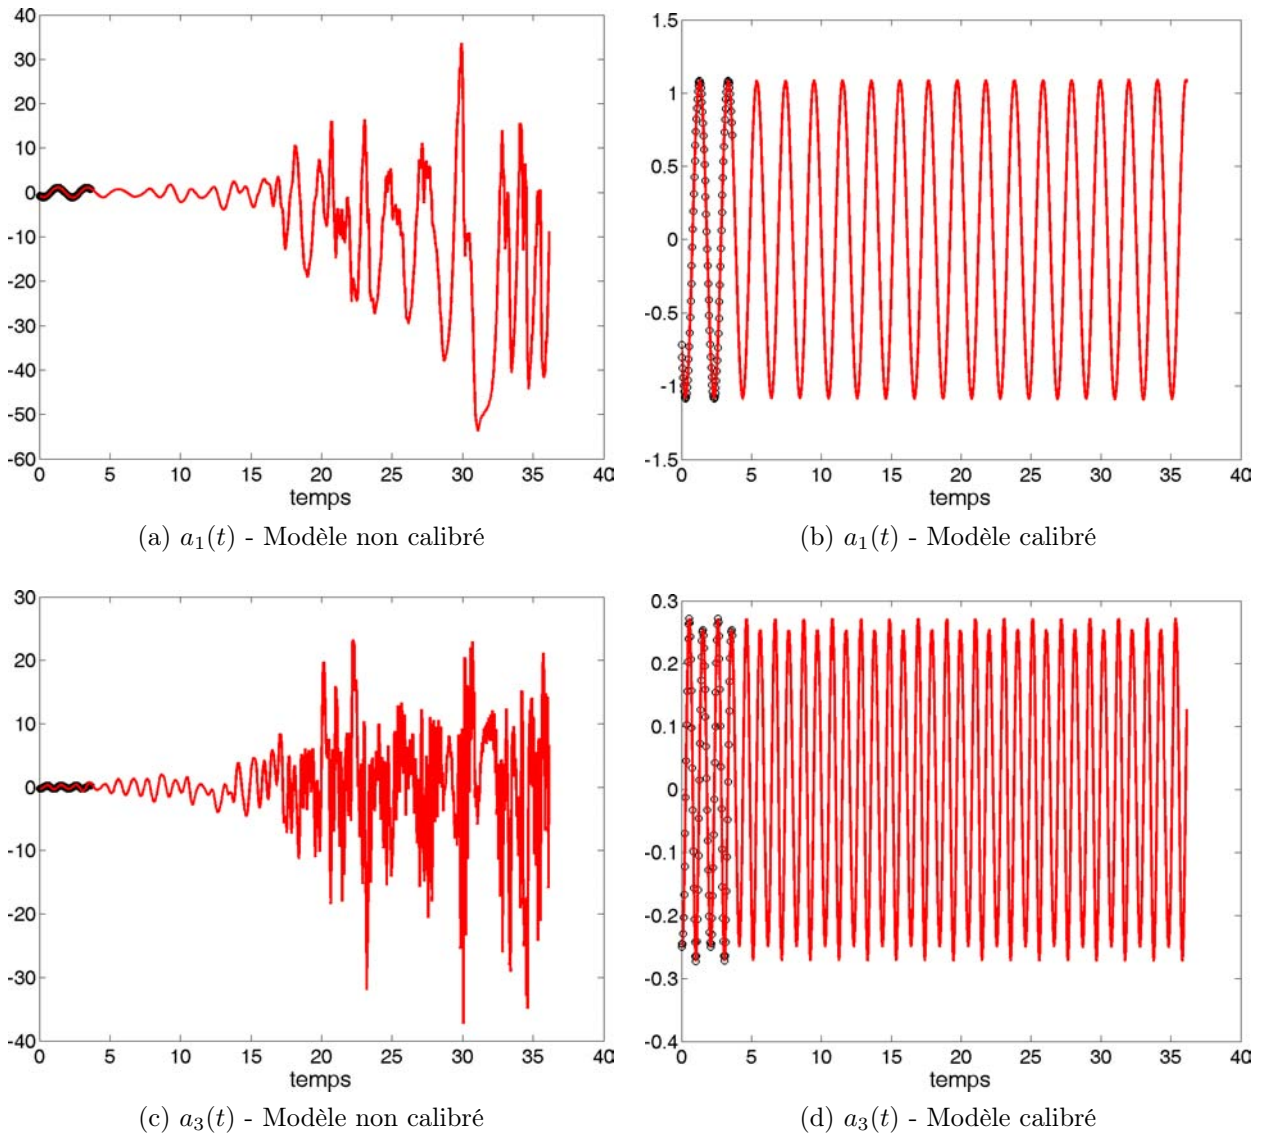 40
30
20
10
0
-10
-20
-30
-40
-50
-60
0 5 10 15 20 25 30 35 40
temps
(a) a₁(t) - Modèle non calibré
1.5
1
0.5
0
-0.5
-1
-1.5
0 5 10 15 20 25 30 35 40
temps
(b) a₁(t) - Modèle calibré
30
20
10
0
-10
-20
-30
-40
0 5 10 15 20 25 30 35 40
temps
(c) a₃(t) - Modèle non calibré
0.3
0.2
0.1
0
-0.1
-0.2
-0.3
-0.4
0 5 10 15 20 25 30 35 40
temps
(d) a₃(t) - Modèle calibré